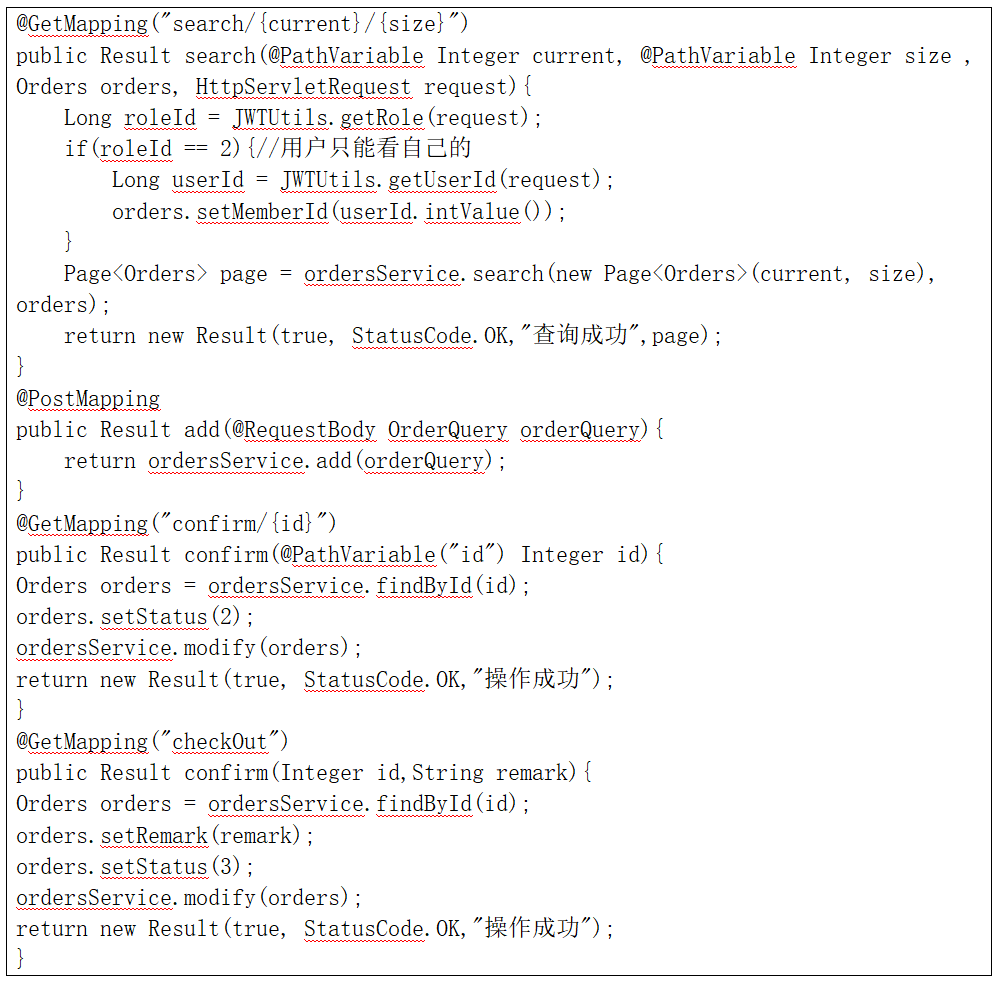 @GetMapping("search/{current}/{size}")
public Result search(@PathVariable Integer current, @PathVariable Integer size ,
Orders orders, HttpServletRequest request){
    Long roleId = JWTUtils.getRole(request);
    if(roleId == 2){//用户只能看自己的
        Long userId = JWTUtils.getUserId(request);
        orders.setMemberId(userId.intValue());
    }
    Page<Orders> page = ordersService.search(new Page<Orders>(current, size),
orders);
    return new Result(true, StatusCode.OK,"查询成功",page);
}
@PostMapping
public Result add(@RequestBody OrderQuery orderQuery){
    return ordersService.add(orderQuery);
}
@GetMapping("confirm/{id}")
public Result confirm(@PathVariable("id") Integer id){
Orders orders = ordersService.findById(id);
orders.setStatus(2);
ordersService.modify(orders);
return new Result(true, StatusCode.OK,"操作成功");
}
@GetMapping("checkOut")
public Result confirm(Integer id,String remark){
Orders orders = ordersService.findById(id);
orders.setRemark(remark);
orders.setStatus(3);
ordersService.modify(orders);
return new Result(true, StatusCode.OK,"操作成功");
}